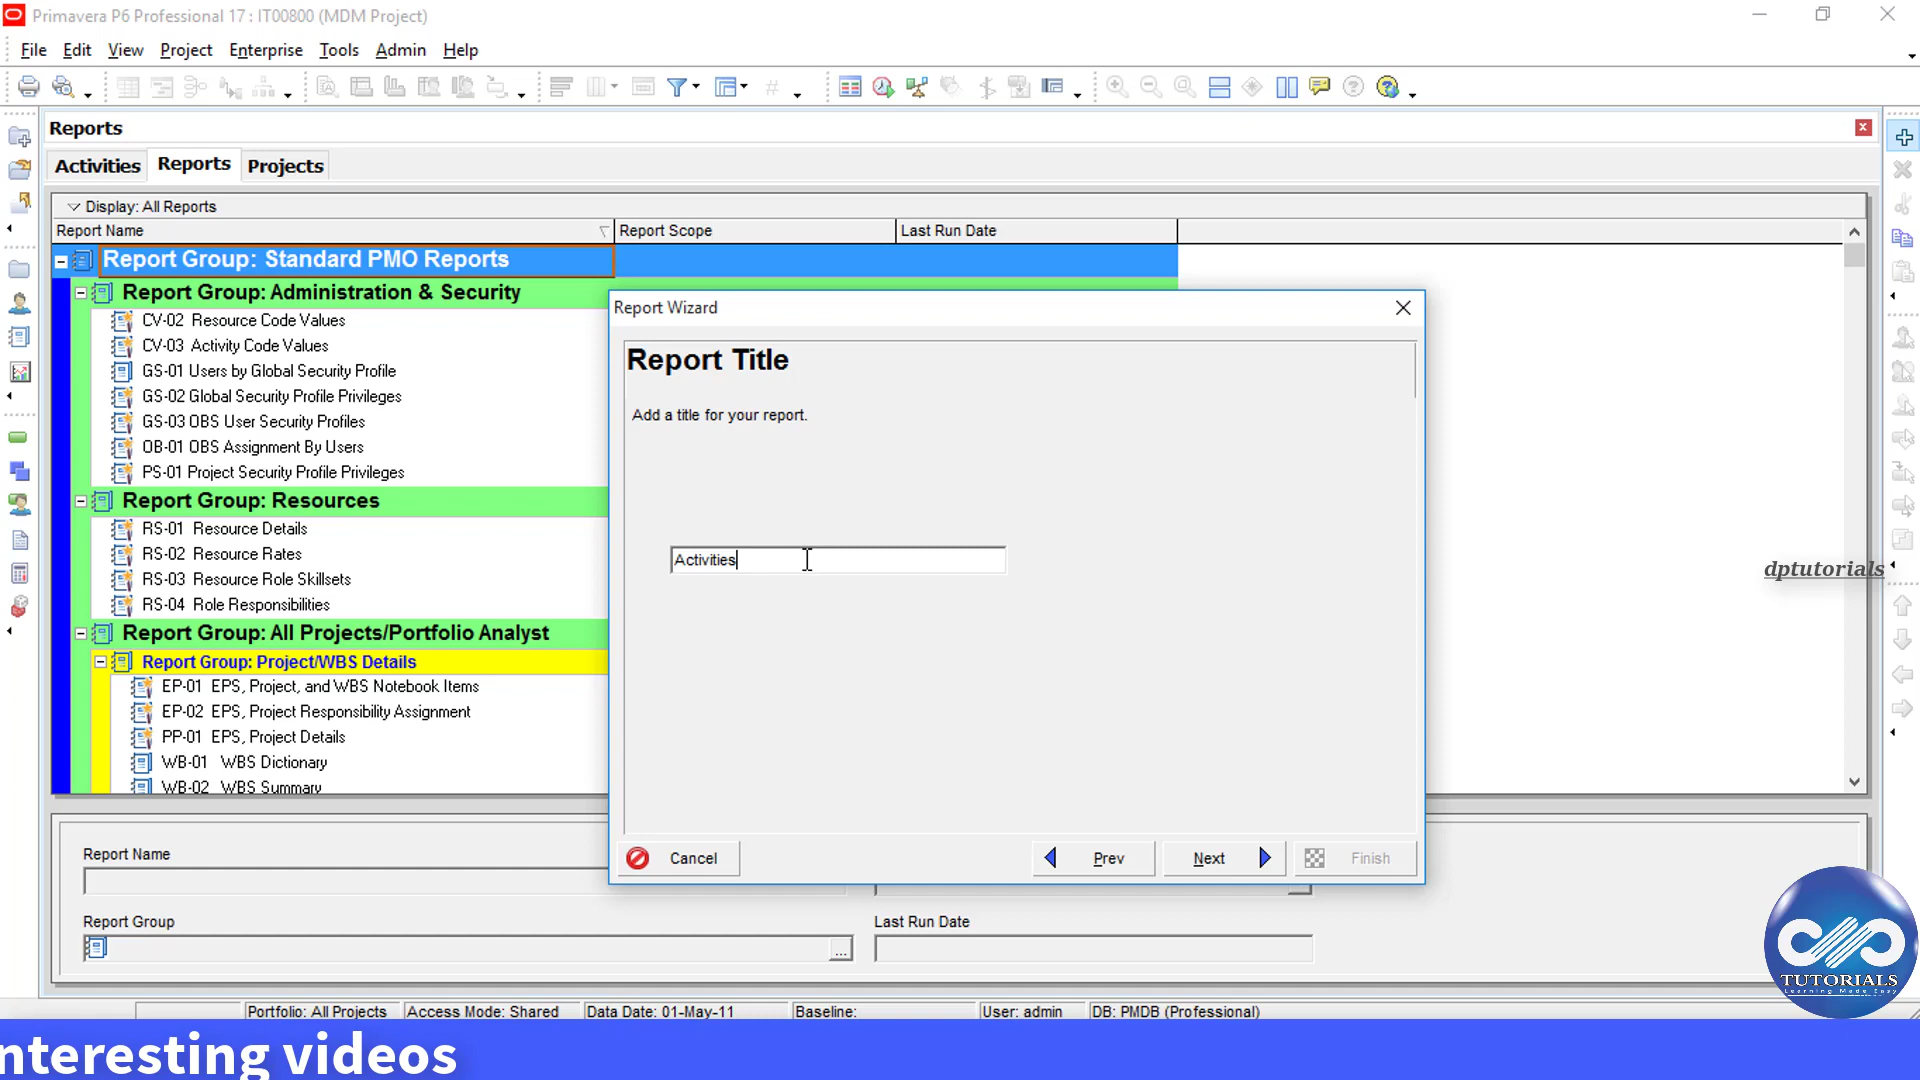 Primavera P6 Professional 17 : IT00800 (MDM Project)
File Edit View Project Enterprise Tools Admin Help
Reports
Activities Reports Projects
Display: All Reports
Report Name Report Scope Last Run Date
Report Group: Standard PMO Reports
Report Group: Administration & Security
CV-02 Resource Code Values
CV-03 Activity Code Values
GS-01 Users by Global Security Profile
GS-02 Global Security Profile Privileges
GS-03 OBS User Security Profiles
OB-01 OBS Assignment By Users
PS-01 Project Security Profile Privileges
Report Group: Resources
RS-01 Resource Details
RS-02 Resource Rates
RS-03 Resource Role Skillsets
RS-04 Role Responsibilities
Report Group: All Projects/Portfolio Analyst
Report Group: Project/WBS Details
EP-01 EPS, Project, and WBS Notebook Items
EP-02 EPS, Project Responsibility Assignment
PP-01 EPS, Project Details
WB-01 WBS Dictionary
WB-02 WBS Summary
Report Wizard
Report Title
Add a title for your report.
Activities
Cancel Prev Next Finish
dptutorials
Report Name
Report Group Last Run Date
...
TUTORIALS
Learning Made Easy
Portfolio: All Projects Access Mode: Shared Data Date: 01-May-11 Baseline: User: admin DB: PMDB (Professional)
nteresting videos